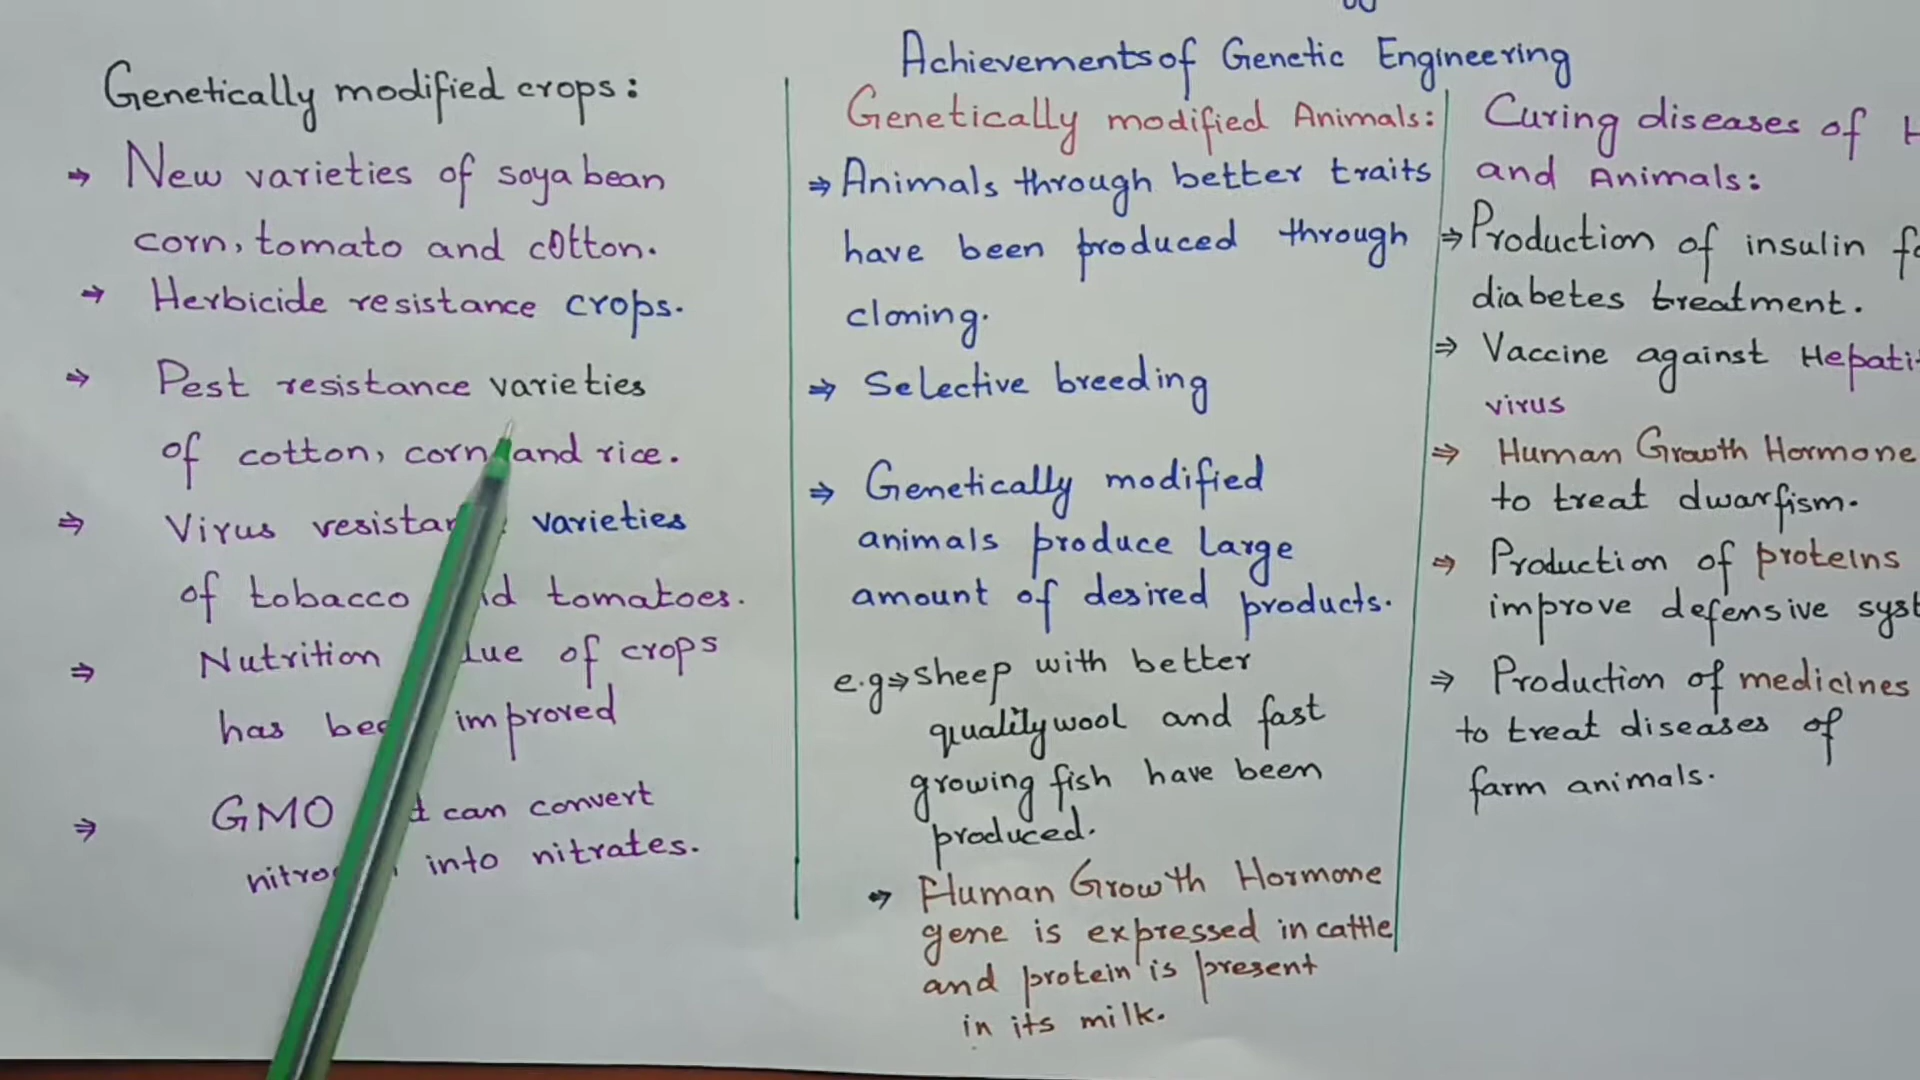 Achievements of Genetic Engineering
Genetically modified crops:
⇒ New varieties of soyabean
corn, tomato and cotton.
⇒ Herbicide resistance crops.
⇒ Pest resistance varieties
of cotton, corn and rice.
⇒ Virus varieties
of tobacco tomatoes.
⇒ Nutrition of crops
has improved
⇒ GMO can convert
into nitrates.
Genetically modified Animals:
⇒ Animals through better traits
have been produced through
cloning.
⇒ Selective breeding
⇒ Genetically modified
animals produce large
amount of desired products.
e.g ⇒ sheep with better
quality wool and fast
growing fish have been
produced.
⇒ Human Growth Hormone
gene is expressed in cattle
and protein is present
in its milk.
Curing diseases of
and Animals:
⇒ Production of insulin
diabetes treatment.
⇒ Vaccine against
virus
⇒ Human Growth Hormone
to treat dwarfism.
⇒ Production of proteins
improve defensive
⇒ Production of medicines
to treat diseases of
farm animals.